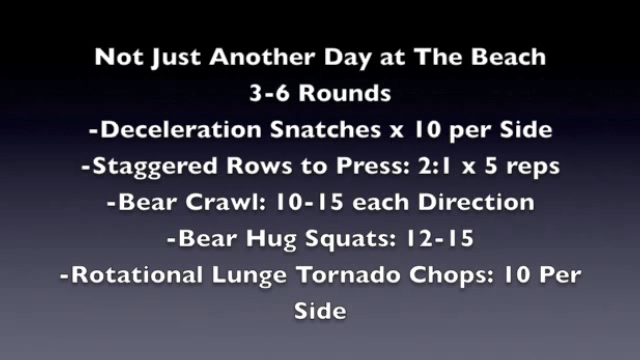 Not Just Another Day at The Beach
3-6 Rounds
-Deceleration Snatches x 10 per Side
-Staggered Rows to Press: 2:1 x 5 reps
-Bear Crawl: 10-15 each Direction
-Bear Hug Squats: 12-15
-Rotational Lunge Tornado Chops: 10 Per
Side